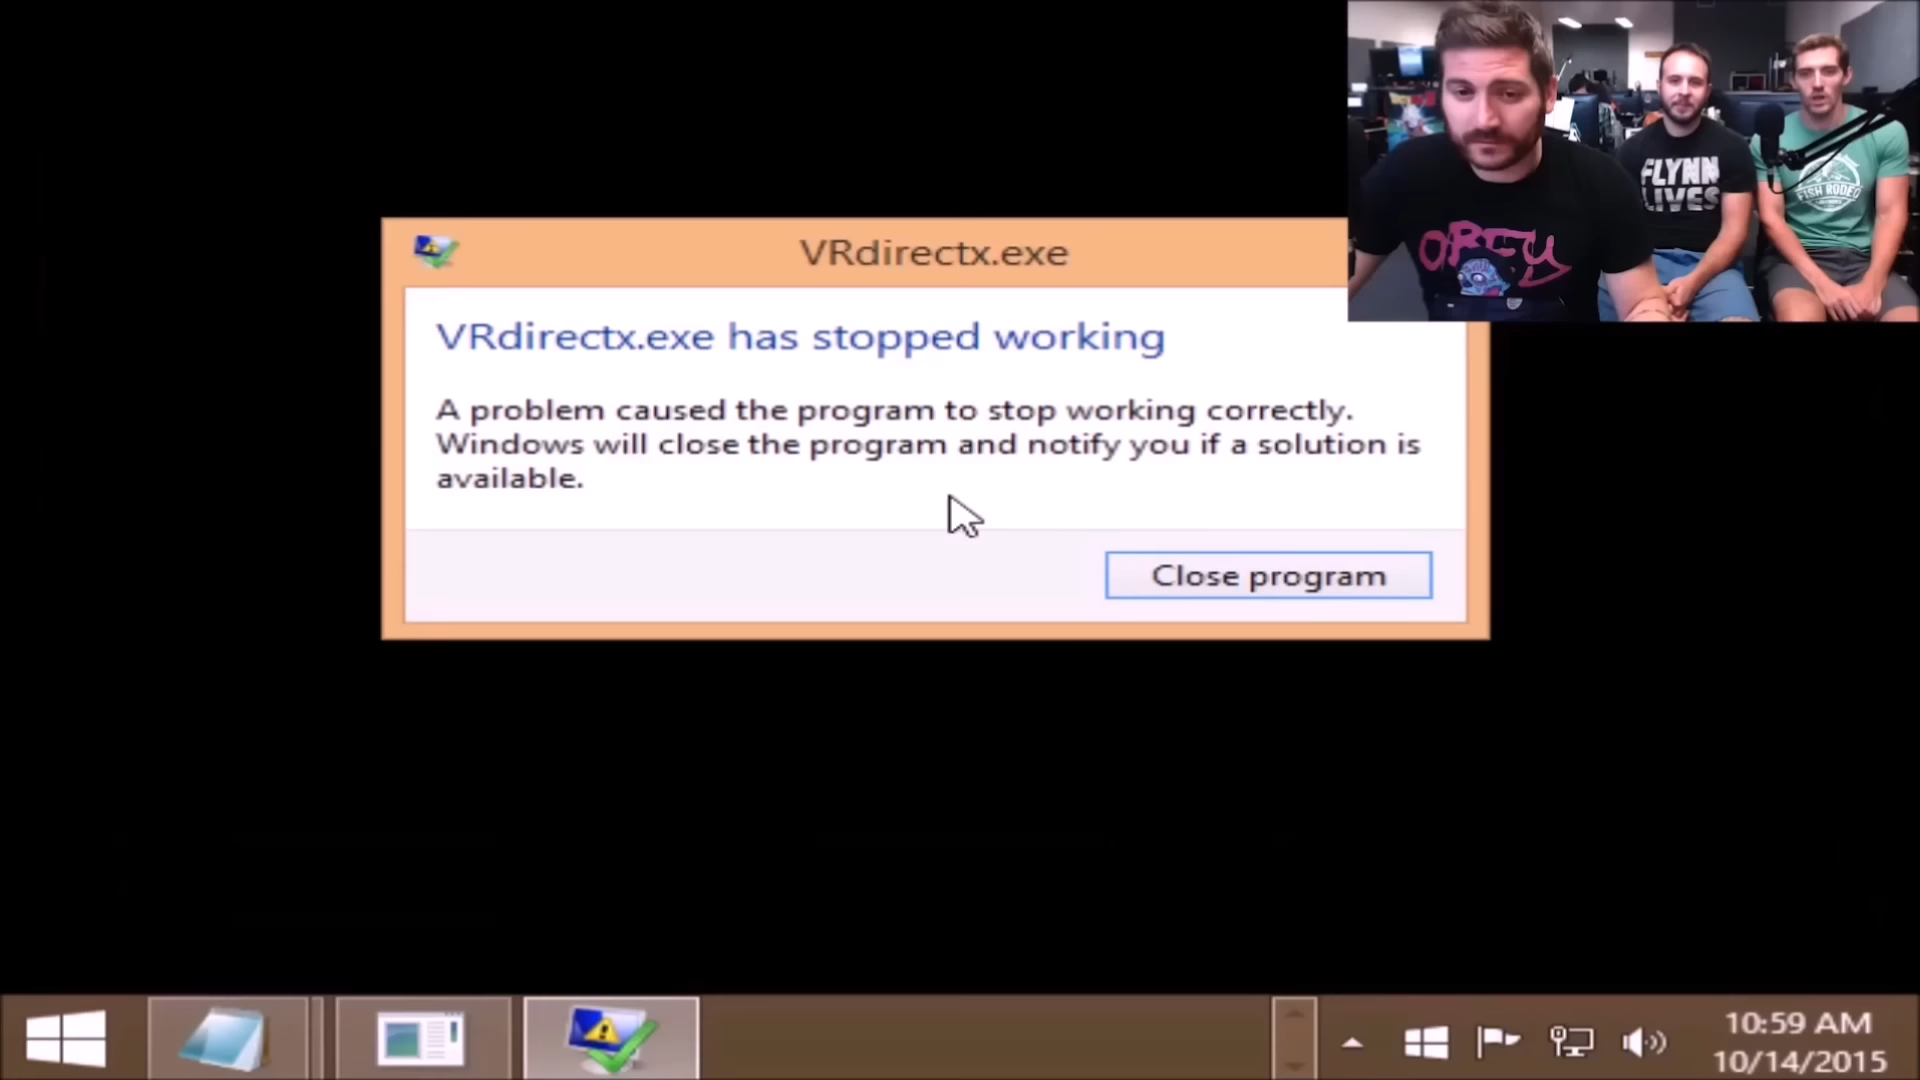 VRdirectx.exe
VRdirectx.exe has stopped working
A problem caused the program to stop working correctly.
Windows will close the program and notify you if a solution is
available.
Close program
OBEY
FLYNN
LIVES
FISH RODEO
10:59 AM
10/14/2015